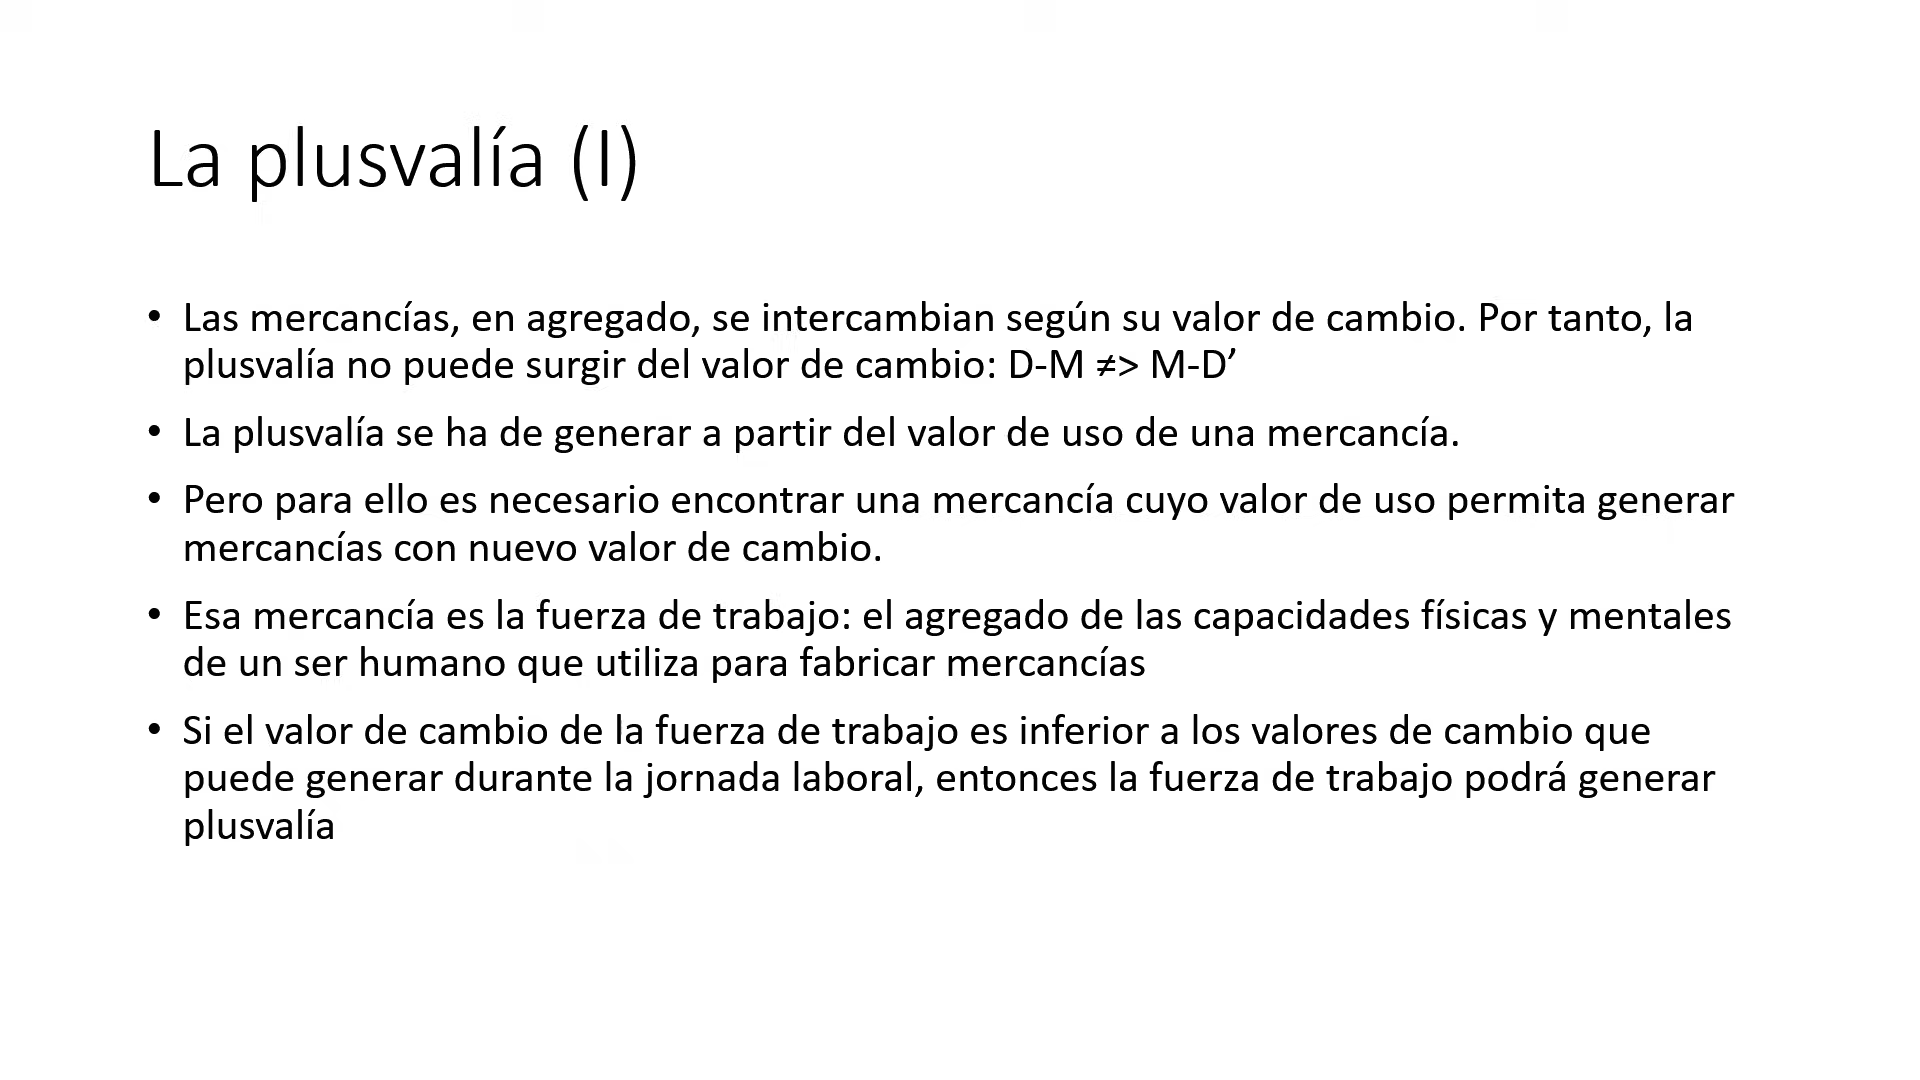 La plusvalía (I)
• Las mercancías, en agregado, se intercambian según su valor de cambio. Por tanto, la
plusvalía no puede surgir del valor de cambio: D-M ≠> M-D’
• La plusvalía se ha de generar a partir del valor de uso de una mercancía.
• Pero para ello es necesario encontrar una mercancía cuyo valor de uso permita generar
mercancías con nuevo valor de cambio.
• Esa mercancía es la fuerza de trabajo: el agregado de las capacidades físicas y mentales
de un ser humano que utiliza para fabricar mercancías
• Si el valor de cambio de la fuerza de trabajo es inferior a los valores de cambio que
puede generar durante la jornada laboral, entonces la fuerza de trabajo podrá generar
plusvalía